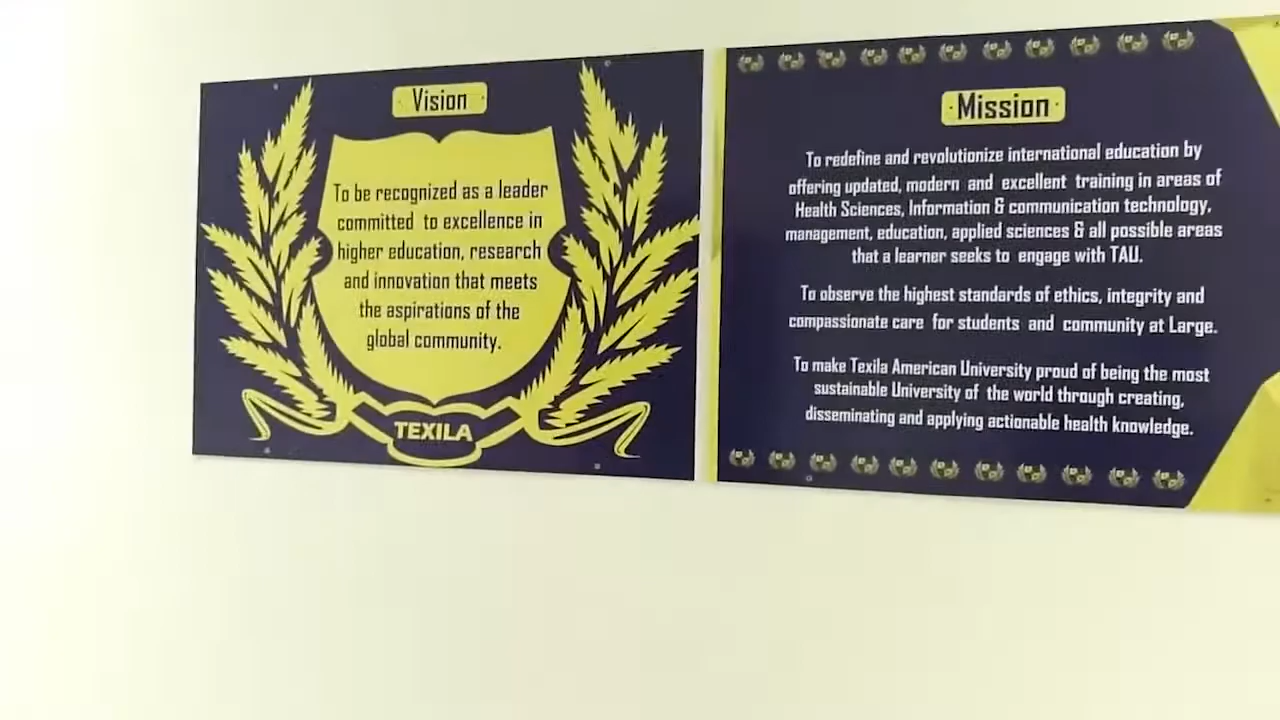 Vision
To be recognized as a leader
committed to excellence in
higher education, research
and innovation that meets
the aspirations of the
global community.
TEXILA
Mission
To redefine and revolutionize international education by
offering updated, modern and excellent training in areas of
Health Sciences, Information & communication technology,
management, education, applied sciences & all possible areas
that a learner seeks to engage with TAU.
To observe the highest standards of ethics, integrity and
compassionate care for students and community at Large.
To make Texila American University proud of being the most
sustainable University of the world through creating,
disseminating and applying actionable health knowledge.